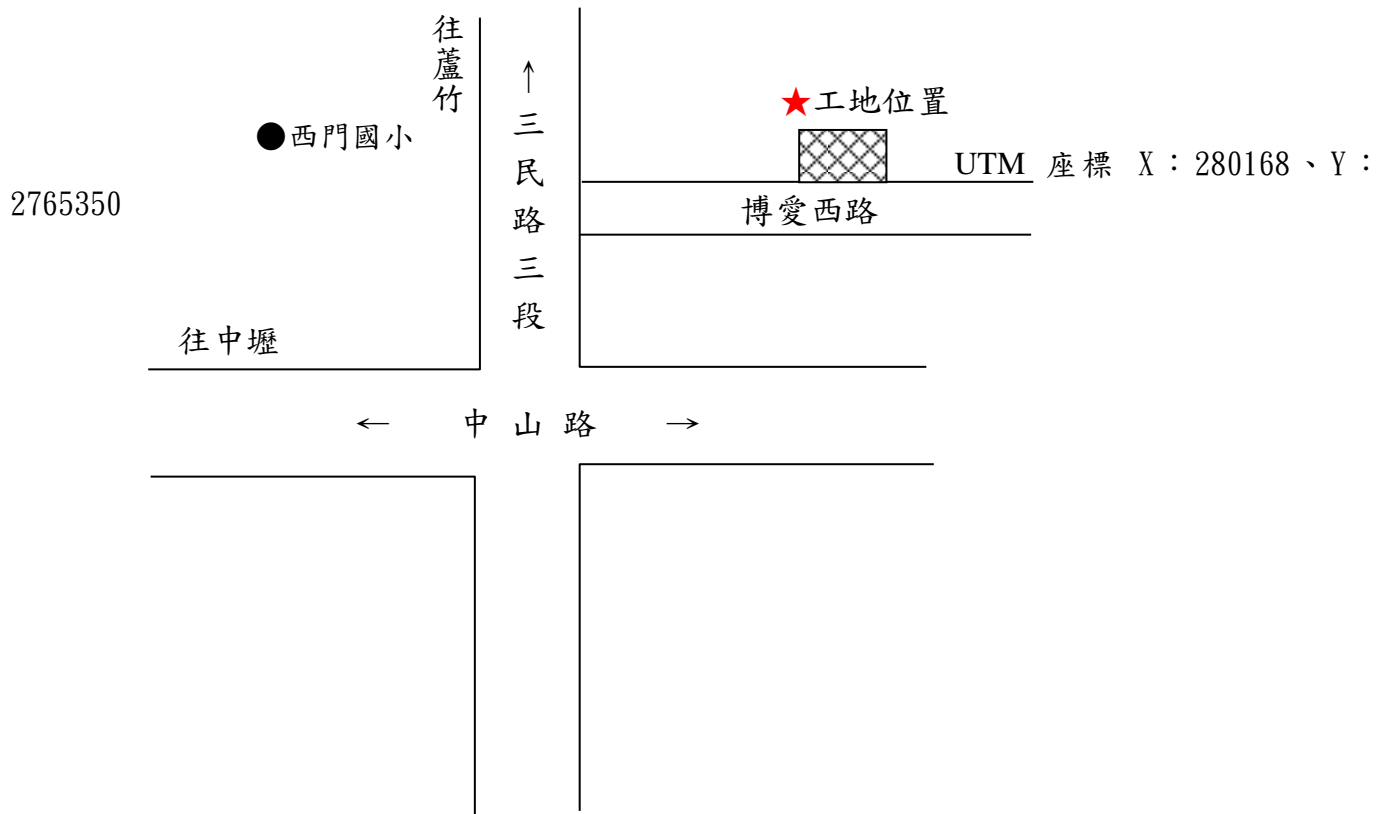 往蘆竹
↑三民路三段
★工地位置
●西門國小
UTM 座標 X：280168、Y：
2765350
博愛西路
往中壢
← 中山路 →